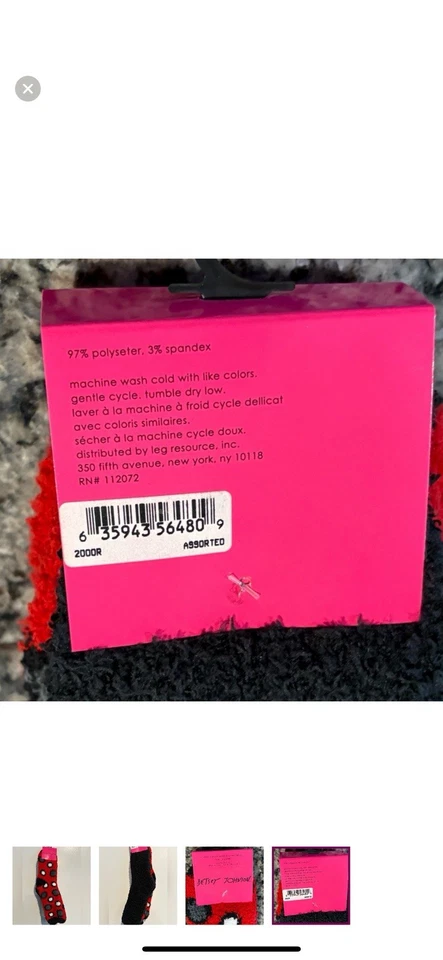 97% polyseter, 3% spandex
machine wash cold with like colors.
gentle cycle. tumble dry low.
laver à la machine à froid cycle dellicat
avec coloris similaires.
sécher à la machine cycle doux.
distributed by leg resource, inc.
350 fifth avenue, new york, ny 10118
RN# 112072
6 35943 56480 9
2000R ASSORTED